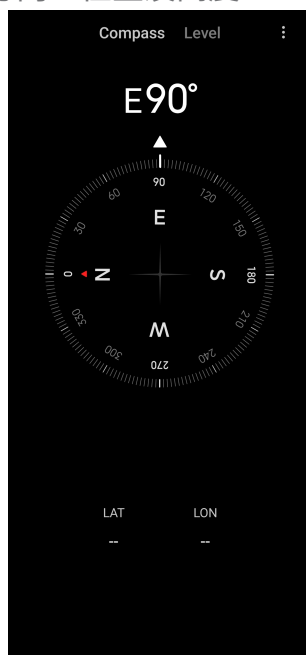 Compass Level
E90°
90
60 120
E
30 150
0 N S 180
330 210
W
300 240
270
LAT LON
-- --